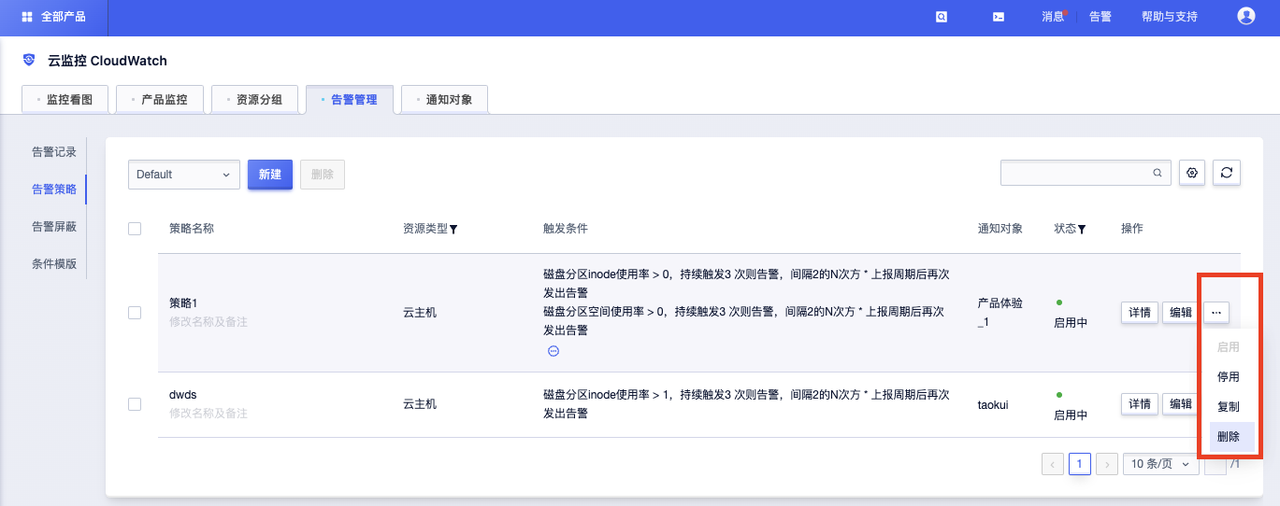 全部产品
消息
告警
帮助与支持
云监控 CloudWatch
监控看图
产品监控
资源分组
告警管理
通知对象
告警记录
告警策略
告警屏蔽
条件模版
Default
新建
删除
策略名称
资源类型
触发条件
通知对象
状态
操作
策略1
修改名称及备注
云主机
磁盘分区inode使用率 > 0，持续触发3 次则告警，间隔2的N次方 * 上报周期后再次
发出告警
磁盘分区空间使用率 > 0，持续触发3 次则告警，间隔2的N次方 * 上报周期后再次
发出告警
产品体验
_1
启用中
详情
编辑
...
启用
停用
复制
删除
dwds
修改名称及备注
云主机
磁盘分区inode使用率 > 1，持续触发3 次则告警，间隔2的N次方 * 上报周期后再次
发出告警
taokui
启用中
详情
编辑
1
10 条/页
/1